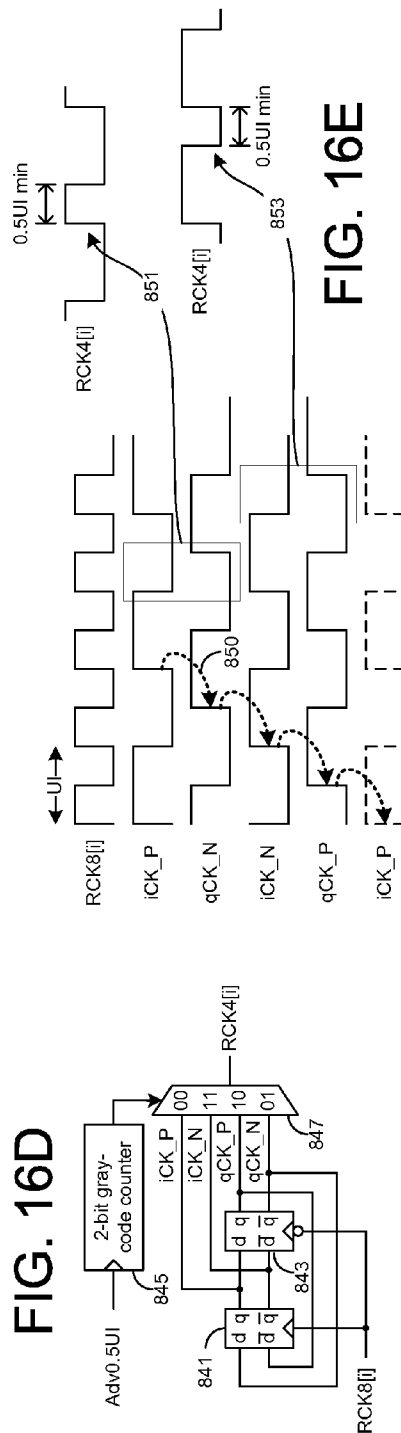 FIG. 16D
Adv0.5UI
2-bit gray-
code counter
845
iCK_P
iCK_N
qCK_P
qCK_N
00
11
10
01
RCK4[i]
847
841
d q
d̅ q̅
d q
d̅ q̅
843
RCK8[i]
UI
RCK8[i]
iCK_P
qCK_N
iCK_N
qCK_P
iCK_P
850
851
853
RCK4[i]
0.5UI min
RCK4[i]
0.5UI min
FIG. 16E